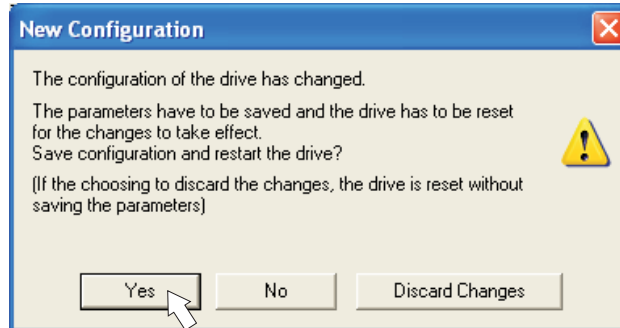 New Configuration
The configuration of the drive has changed.
The parameters have to be saved and the drive has to be reset
for the changes to take effect.
Save configuration and restart the drive?
(If the choosing to discard the changes, the drive is reset without
saving the parameters)
Yes
No
Discard Changes